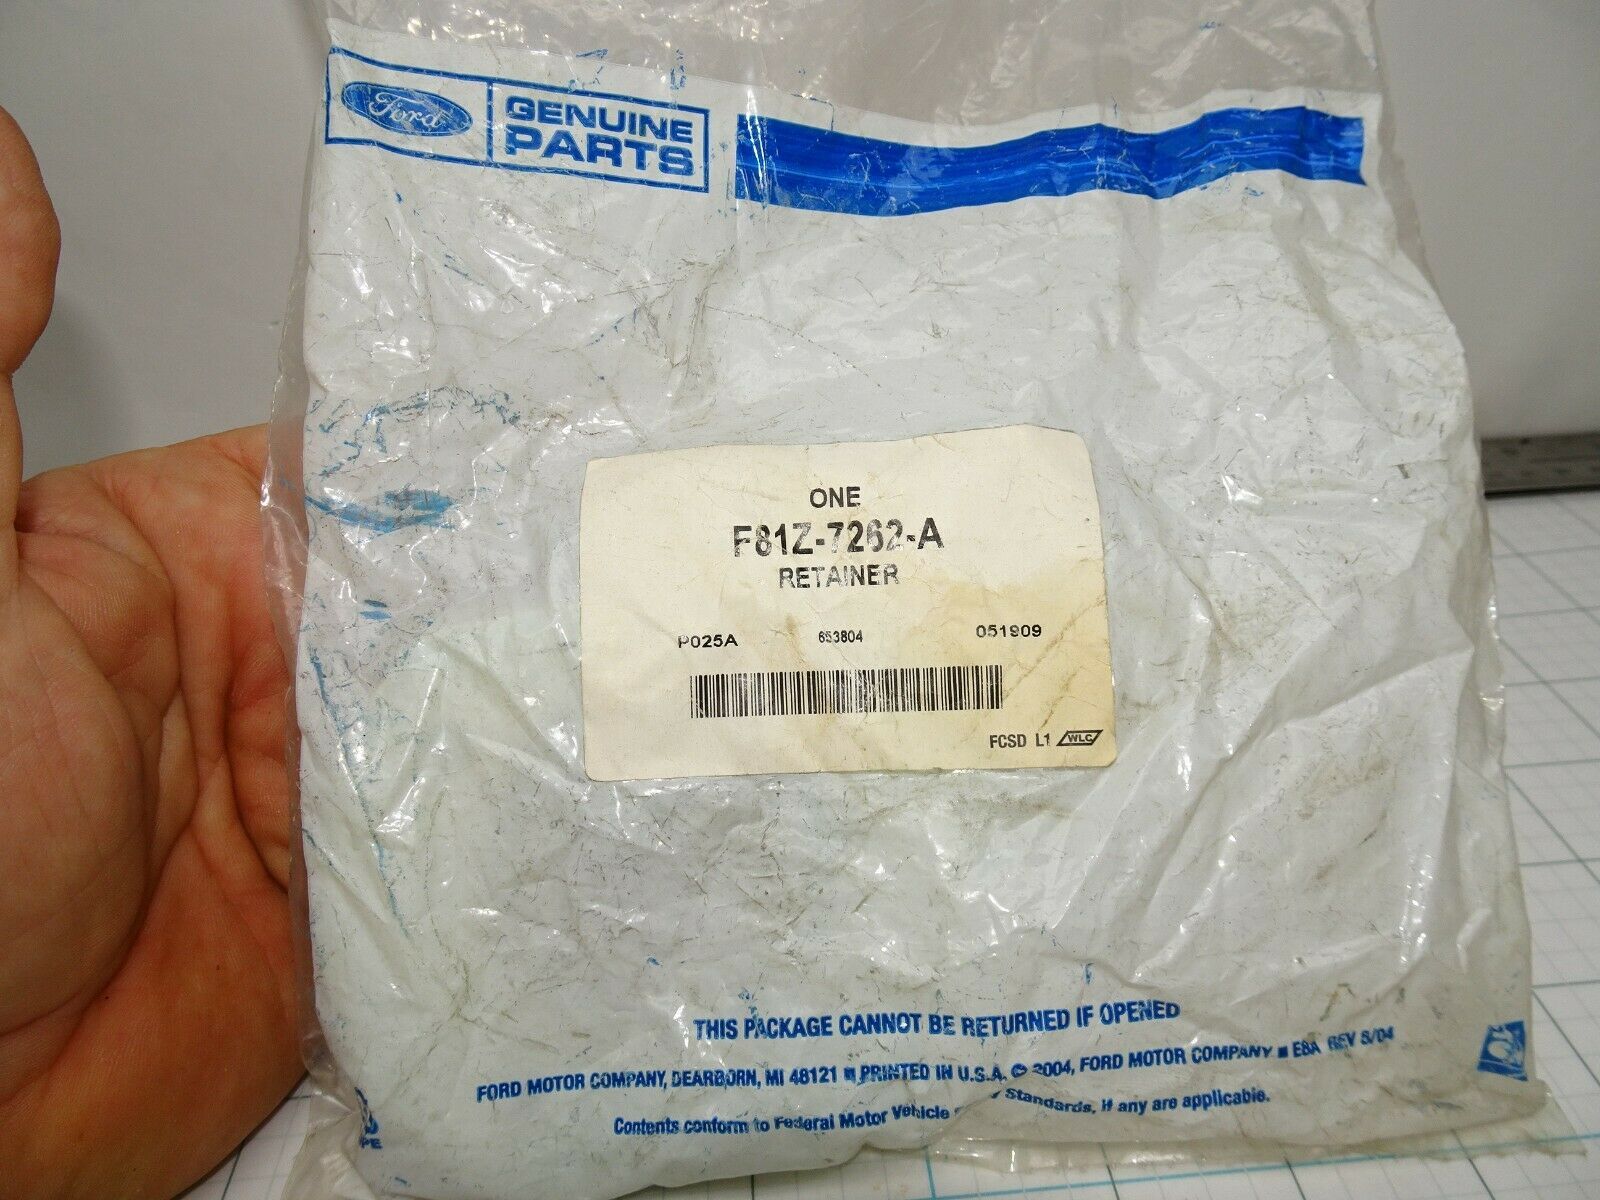 Ford
GENUINE
PARTS
ONE
F81Z-7262-A
RETAINER
P025A 653804 051909
FCSD L1 WLC
THIS PACKAGE CANNOT BE RETURNED IF OPENED
FORD MOTOR COMPANY, DEARBORN, MI 48121 ■ PRINTED IN U.S.A. © 2004, FORD MOTOR COMPANY ■ E8A REV 5/04
Contents conform to Federal Motor Vehicle Standards, if any are applicable.